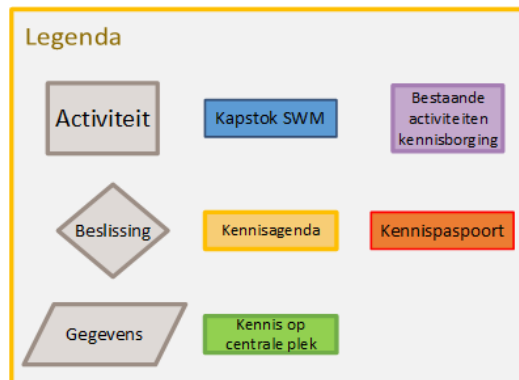 Legenda
Activiteit
Kapstok SWM
Bestaande
activiteiten
kennisborging
Beslissing
Kennisagenda
Kennispaspoort
Gegevens
Kennis op
centrale plek